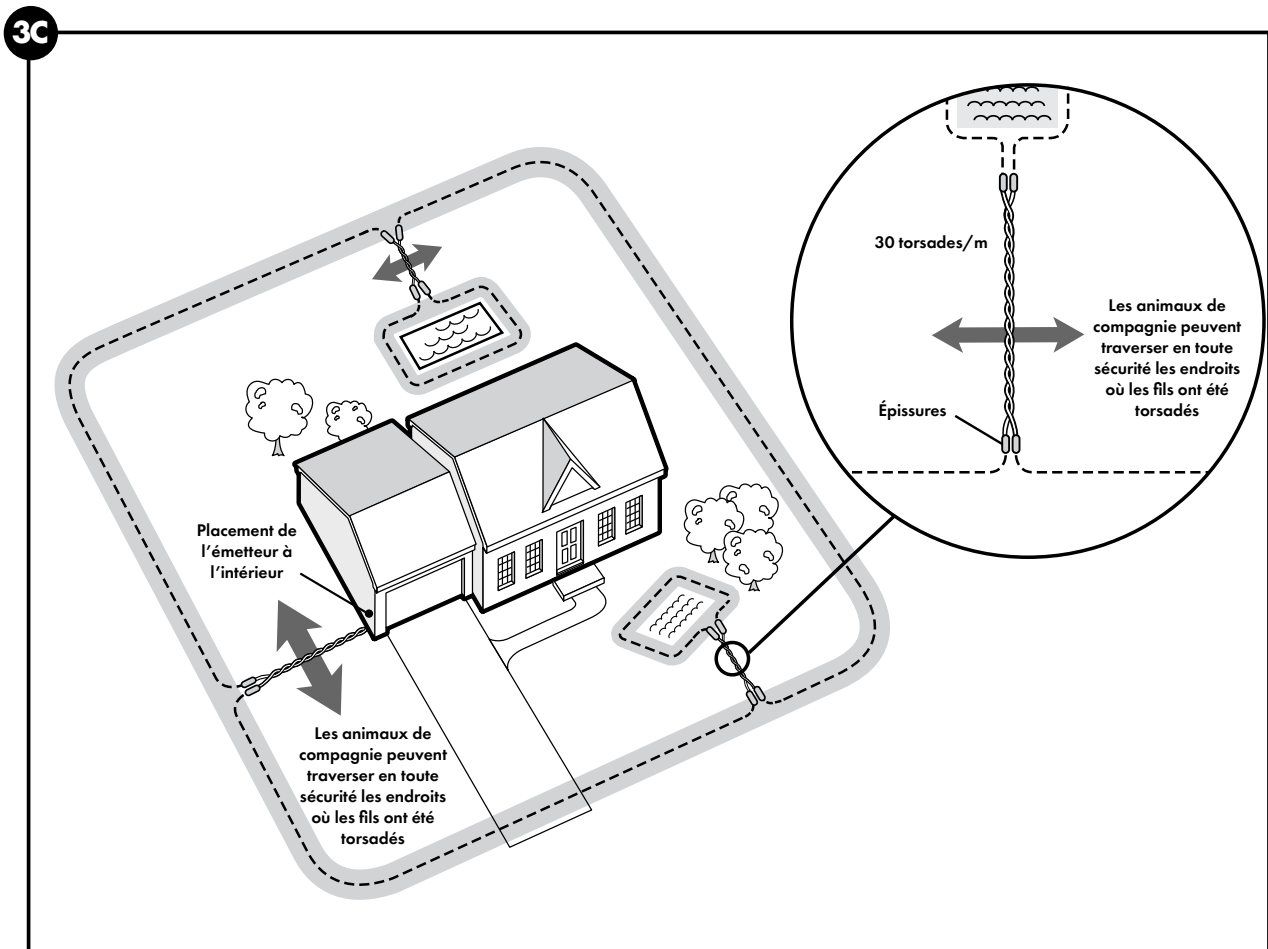 3C
30 torsades/m
Les animaux de
compagnie peuvent
traverser en toute
sécurité les endroits
où les fils ont été
torsadés
Épissures
Placement de
l'émetteur à
l'intérieur
Les animaux de
compagnie peuvent
traverser en toute
sécurité les endroits
où les fils ont été
torsadés